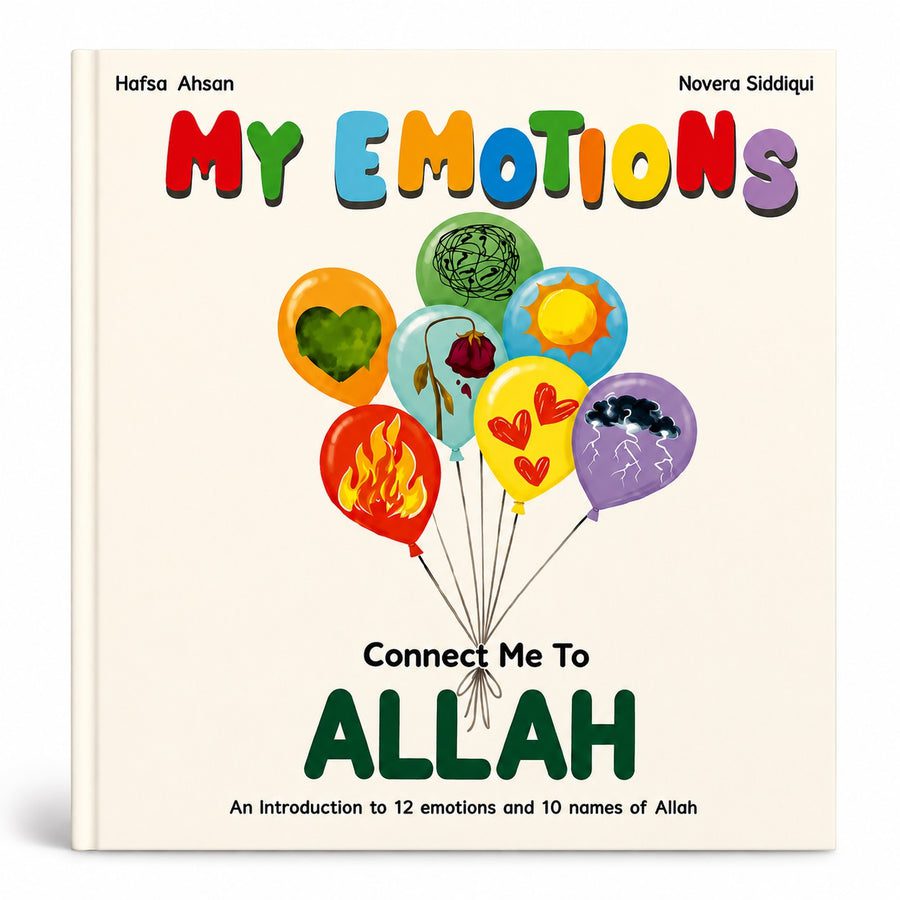 Hafsa Ahsan
Novera Siddiqui
MY EMOTIONS
Connect Me To
ALLAH
An Introduction to 12 emotions and 10 names of Allah